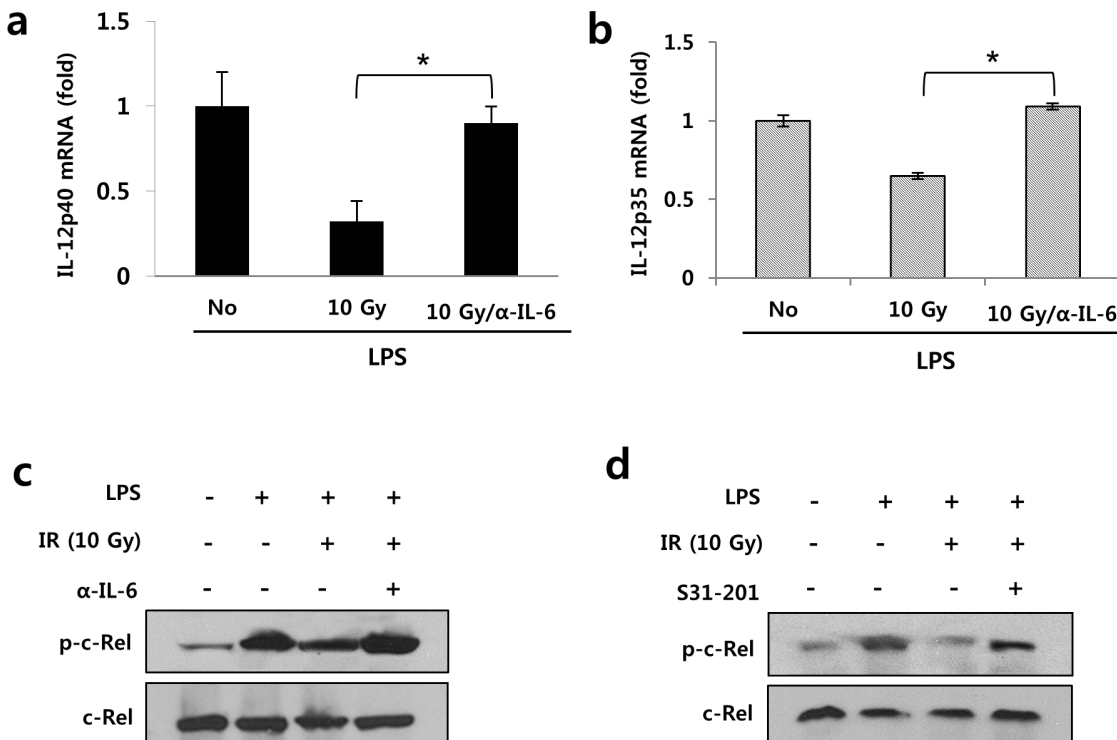 a
IL-12p40 mRNA (fold)
1.5
1
0.5
0
*
No 10 Gy 10 Gy/α-IL-6
LPS
b
IL-12p35 mRNA (fold)
1.5
1
0.5
0
*
No 10 Gy 10 Gy/α-IL-6
LPS
c
LPS - + + +
IR (10 Gy) - - + +
α-IL-6 - - - +
p-c-Rel
c-Rel
d
LPS - + + +
IR (10 Gy) - - + +
S31-201 - - - +
p-c-Rel
c-Rel